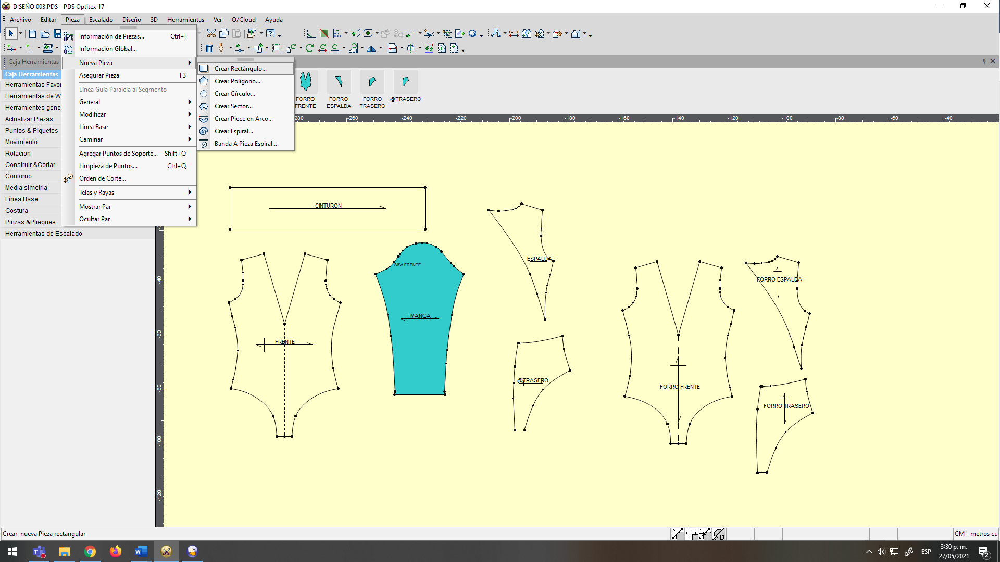 DISEÑO 003.PDS - PDS Optitex 17
Archivo Editar Pieza Escalado Diseño 3D Herramientas Ver O/Cloud Ayuda
Información de Piezas... Ctrl+I
Información Global...
Nueva Pieza
Asegurar Pieza F3
Línea Guía Paralela al Segmento
General
Modificar
Línea Base
Caminar
Agregar Puntos de Soporte... Shift+Q
Limpieza de Puntos... Ctrl+Q
Orden de Corte...
Telas y Rayas
Mostrar Par
Ocultar Par
Crear Rectángulo...
Crear Polígono...
Crear Círculo...
Crear Sector...
Crear Piece en Arco...
Crear Espiral...
Banda A Pieza Espiral...
Caja Herramientas
Caja Herramientas
Herramientas Favor
Herramientas de W
Herramientes gene
Actualizar Piezas
Puntos & Piquetes
Movimiento
Rotacion
Construir &Cortar
Contorno
Media simetria
Línea Base
Costura
Pinzas &Pliegues
Herramientas de Escalado
FORRO
FRENTE
FORRO
ESPALDA
FORRO
TRASERO
@TRASERO
280 -260 -240 -220 -200 -180 -160 -140 -120 -100 -80 -60 -40
-40
-60
-80
-100
-120
CINTURON
ESPALDA
SISA FRENTE
MANGA
FRENTE
@TRASERO
FORRO ESPALDA
FORRO FRENTE
FORRO TRASERO
Crear nueva Pieza rectangular
CM - metros cu
ESP
3:30 p. m.
27/05/2021
2